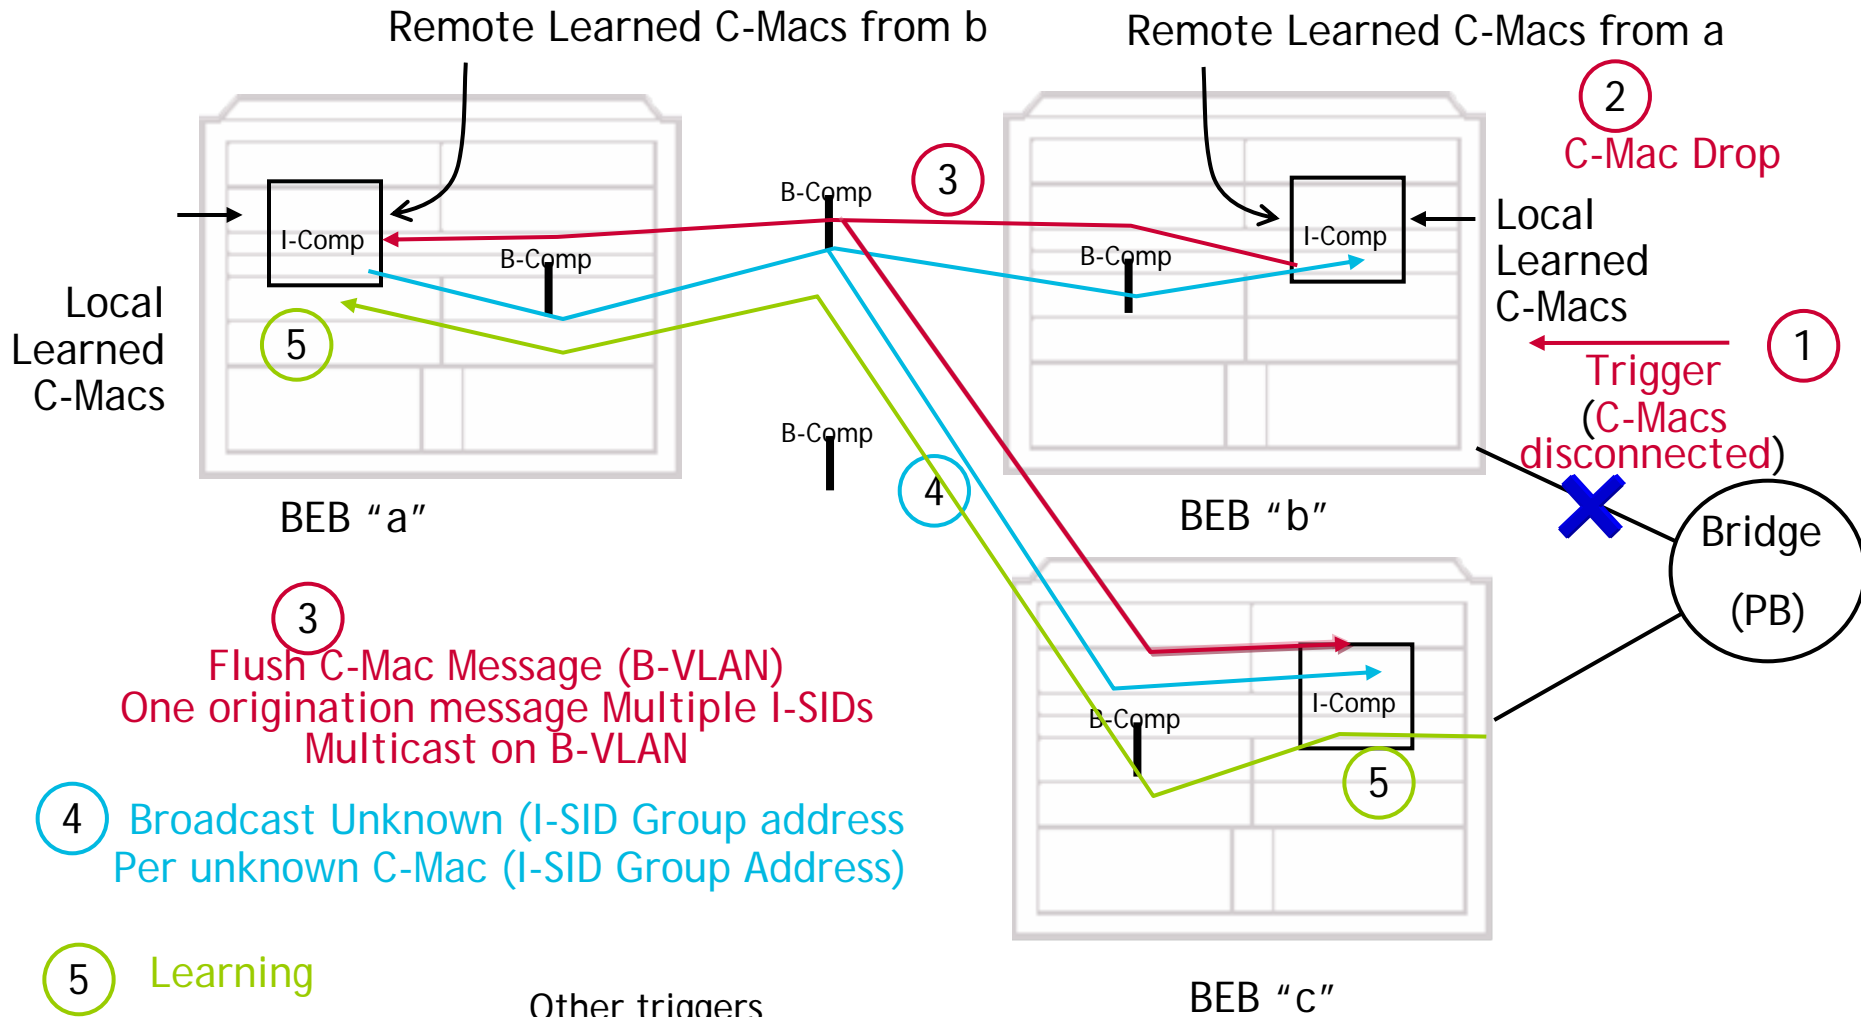 Remote Learned C-Macs from b
Remote Learned C-Macs from a
2
C-Mac Drop
B-Comp
3
I-Comp
B-Comp
B-Comp
I-Comp
Local
Learned
C-Macs
Local
Learned
C-Macs
5
1
Trigger
(C-Macs
disconnected)
B-Comp
4
BEB “a”
BEB “b”
Bridge
(PB)
3
Flush C-Mac Message (B-VLAN)
One origination message Multiple I-SIDs
Multicast on B-VLAN
I-Comp
B-Comp
5
4
Broadcast Unknown (I-SID Group address
Per unknown C-Mac (I-SID Group Address)
5
Learning
Other triggers
BEB “c”